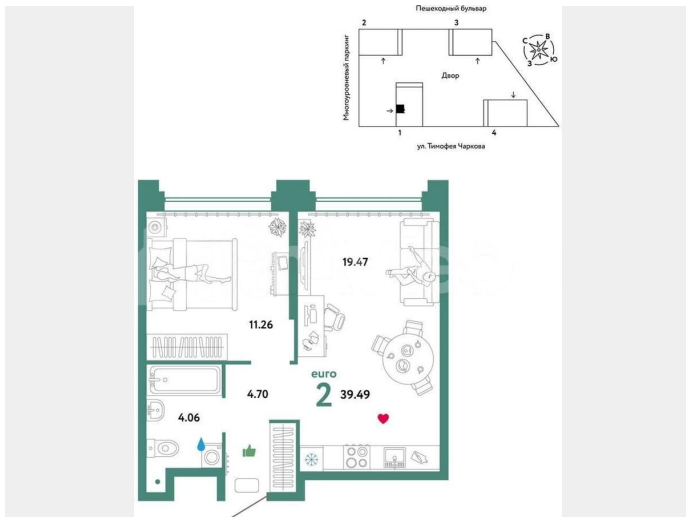 Пешеходный бульвар
2
3
С
В
З
Ю
Многоуровневый паркинг
Двор
1
4
ул. Тимофея Чаркова
19.47
11.26
euro
2
39.49
4.70
4.06